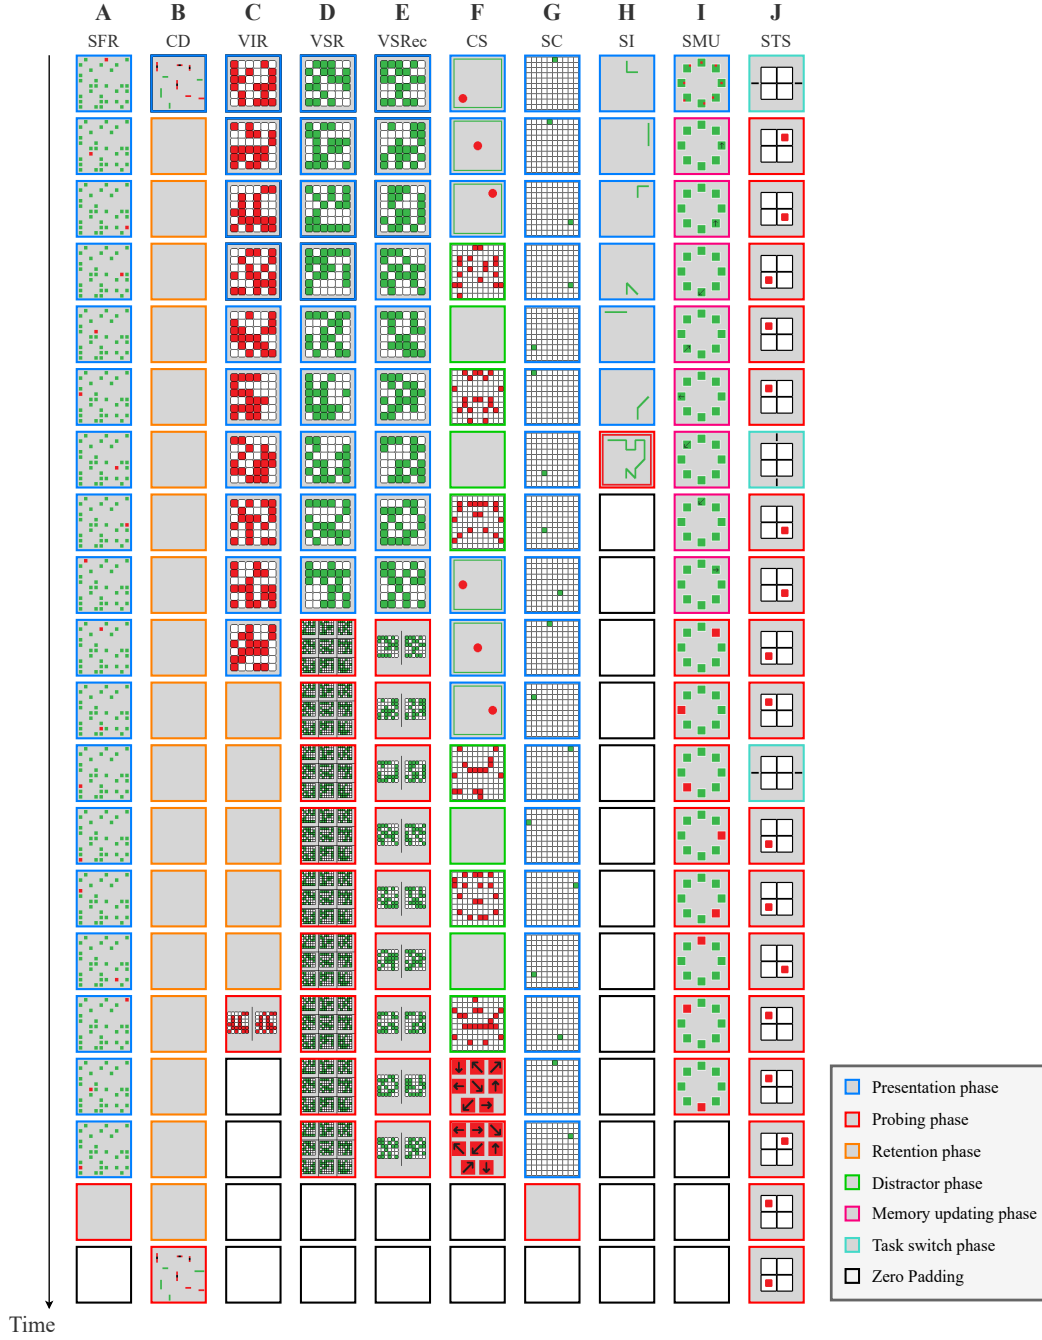 A B C D E F G H I J
SFR CD VIR VSR VSRec CS SC SI SMU STS
Presentation phase
Probing phase
Retention phase
Distractor phase
Memory updating phase
Task switch phase
Zero Padding
Time